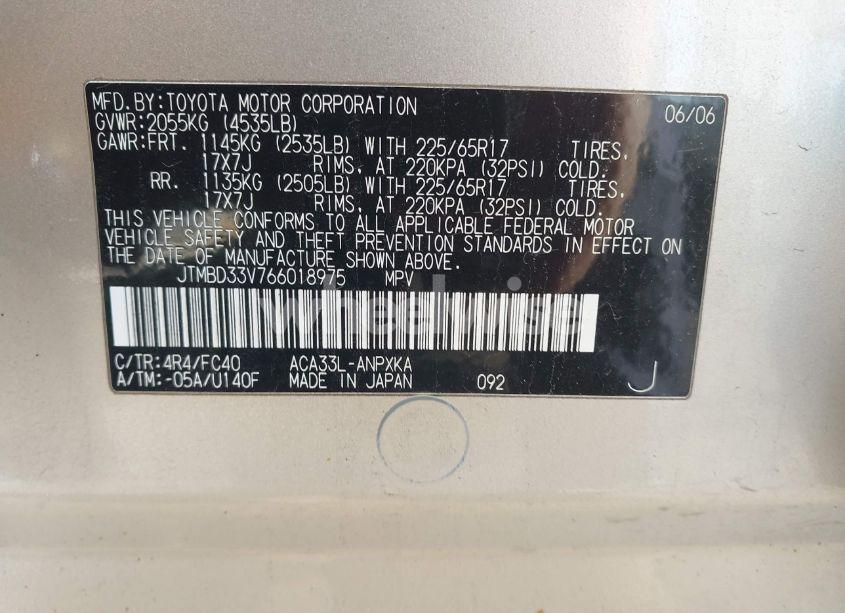 MFD.BY:TOYOTA MOTOR CORPORATION 06/06
GVWR:2055KG (4535LB)
GAWR:FRT. 1145KG (2535LB) WITH 225/65R17 TIRES,
17X7J RIMS, AT 220KPA (32PSI) COLD.
RR. 1135KG (2505LB) WITH 225/65R17 TIRES,
17X7J RIMS, AT 220KPA (32PSI) COLD.
THIS VEHICLE CONFORMS TO ALL APPLICABLE FEDERAL MOTOR
VEHICLE SAFETY AND THEFT PREVENTION STANDARDS IN EFFECT ON
THE DATE OF MANUFACTURE SHOWN ABOVE.
JTMBD33V766018975 MPV
wheelwise
C/TR:4R4/FC40 ACA33L-ANPXKA
A/TM:-05A/U140F MADE IN JAPAN 092 J